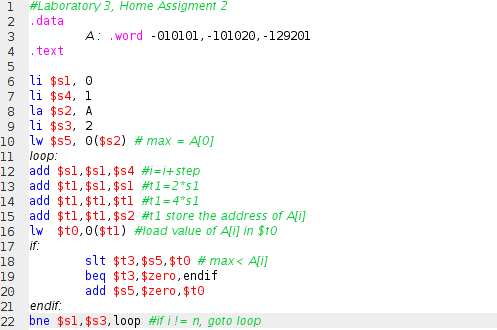 1 #Laboratory 3, Home Assigment 2
2 .data
3 A: .word -010101,-101020,-129201
4 .text
5
6 li $s1, 0
7 li $s4, 1
8 la $s2, A
9 li $s3, 2
10 lw $s5, 0($s2) # max = A[0]
11 loop:
12 add $s1,$s1,$s4 #i=i+step
13 add $t1,$s1,$s1 #t1=2*s1
14 add $t1,$t1,$t1 #t1=4*s1
15 add $t1,$t1,$s2 #t1 store the address of A[i]
16 lw $t0,0($t1) #load value of A[i] in $t0
17 if:
18 slt $t3,$s5,$t0 # max< A[i]
19 beq $t3,$zero,endif
20 add $s5,$zero,$t0
21 endif:
22 bne $s1,$s3,loop #if i != n, goto loop